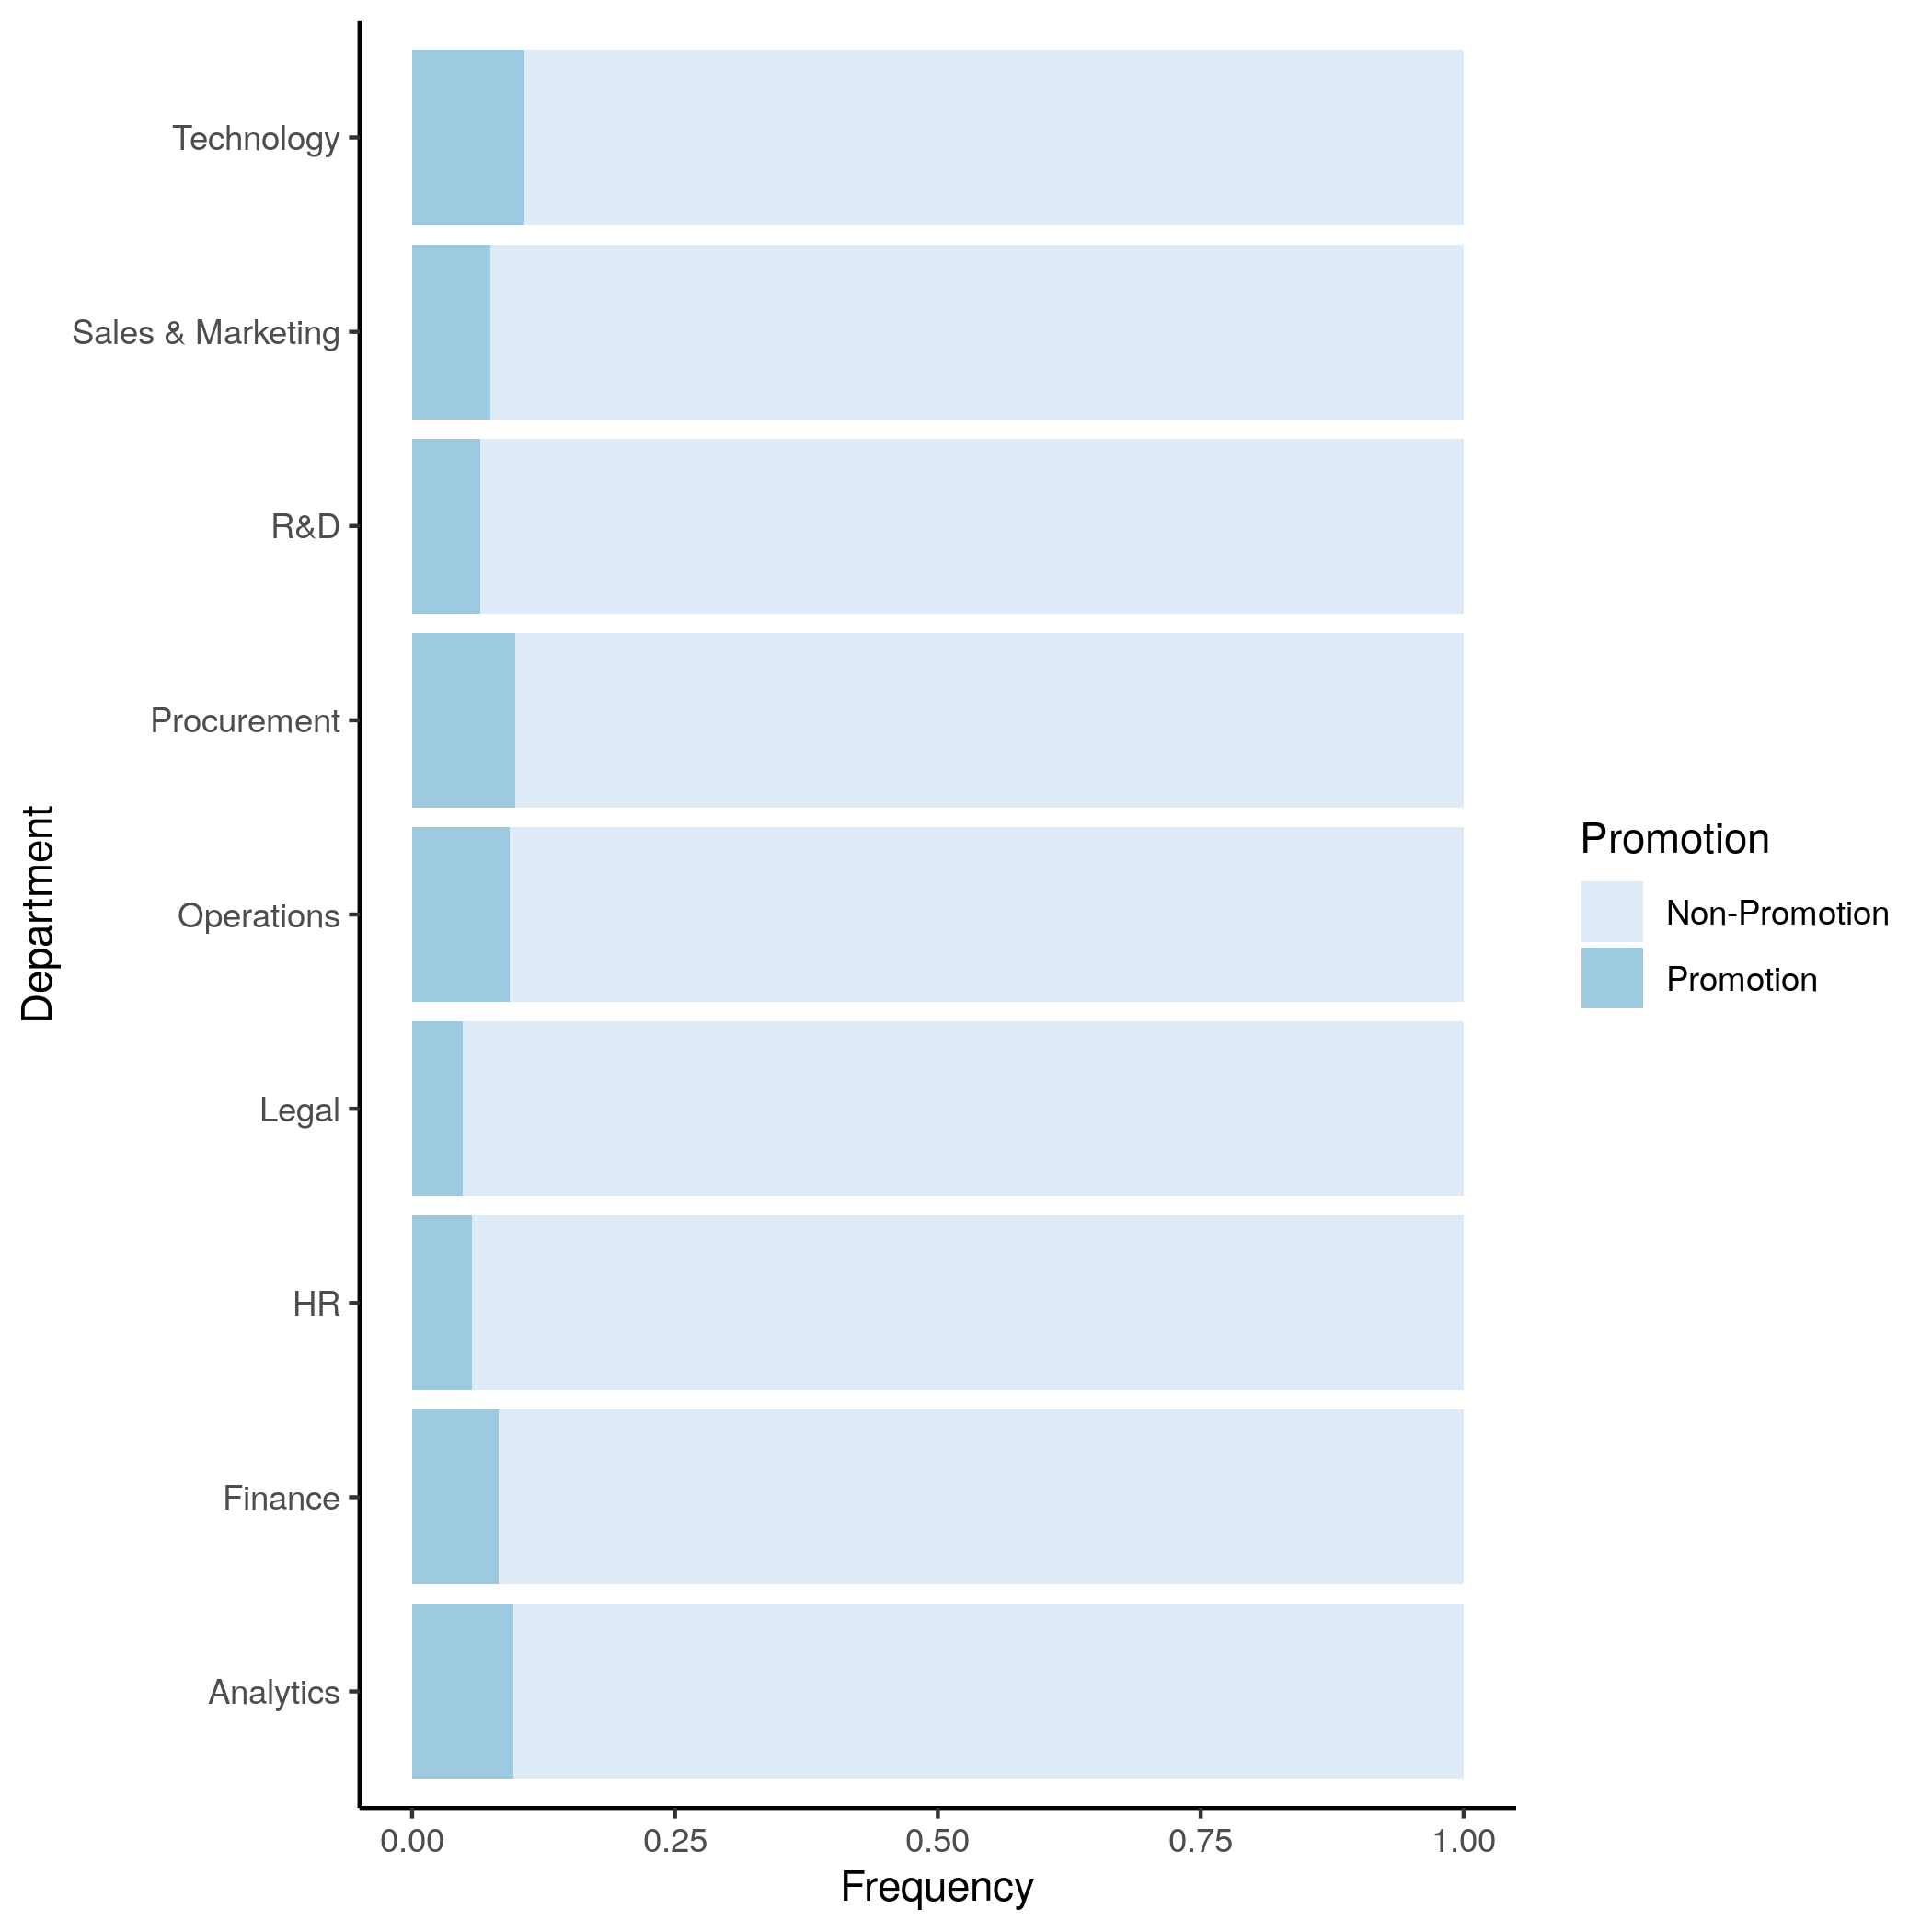 Technology
Sales & Marketing
R&D
Procurement
Operations
Legal
HR
Finance
Analytics
Department
0.00 0.25 0.50 0.75 1.00
Frequency
Promotion
Non-Promotion
Promotion